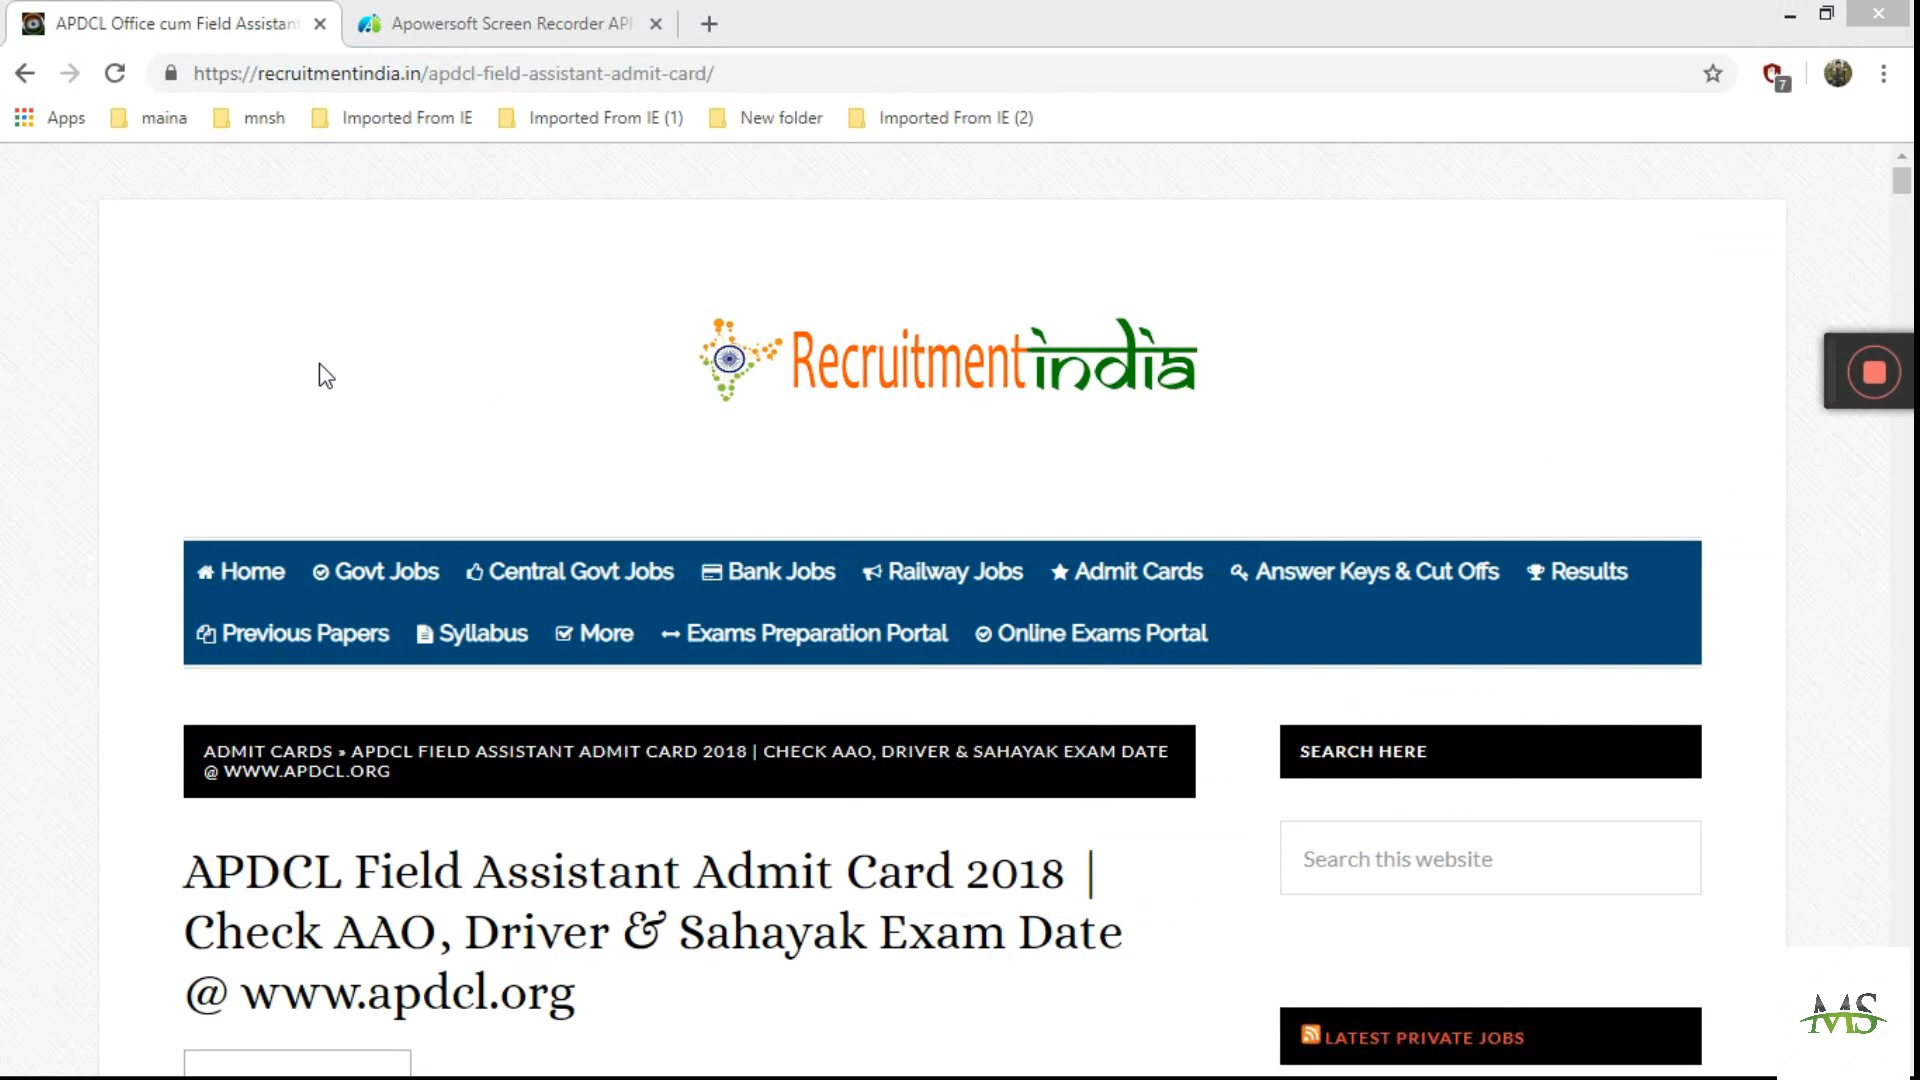 APDCL Office cum Field Assistan
Apowersoft Screen Recorder API
https://recruitmentindia.in/apdcl-field-assistant-admit-card/
7
Apps
maina
mnsh
Imported From IE
Imported From IE (1)
New folder
Imported From IE (2)
Recruitmentindia
Home
Govt Jobs
Central Govt Jobs
Bank Jobs
Railway Jobs
Admit Cards
Answer Keys & Cut Offs
Results
Previous Papers
Syllabus
More
Exams Preparation Portal
Online Exams Portal
ADMIT CARDS » APDCL FIELD ASSISTANT ADMIT CARD 2018 | CHECK AAO, DRIVER & SAHAYAK EXAM DATE
@ WWW.APDCL.ORG
SEARCH HERE
Search this website
APDCL Field Assistant Admit Card 2018 |
Check AAO, Driver & Sahayak Exam Date
@ www.apdcl.org
LATEST PRIVATE JOBS
MS